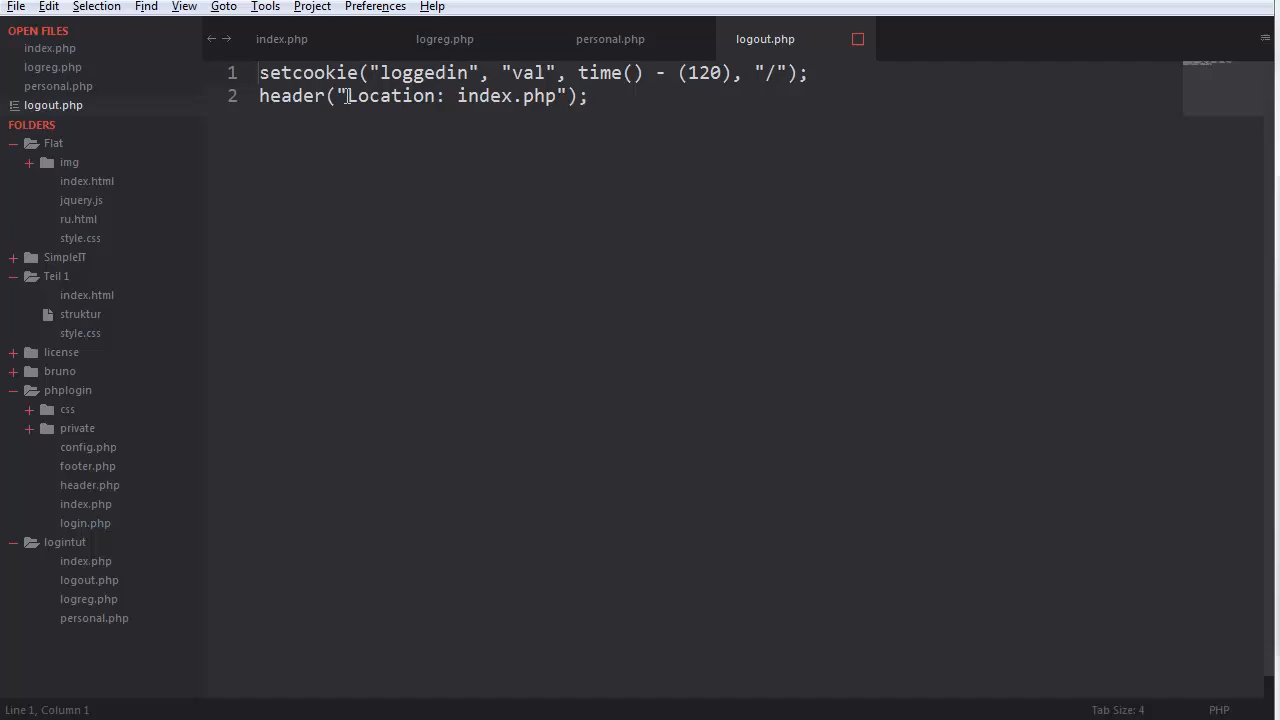 File Edit Selection Find View Goto Tools Project Preferences Help
OPEN FILES
index.php
logreg.php
personal.php
logout.php
FOLDERS
Flat
img
index.html
jquery.js
ru.html
style.css
SimpleIT
Teil 1
index.html
struktur
style.css
license
bruno
phplogin
css
private
config.php
footer.php
header.php
index.php
login.php
logintut
index.php
logout.php
logreg.php
personal.php
index.php logreg.php personal.php logout.php
1 setcookie("loggedin", "val", time() - (120), "/");
2 header("Location: index.php");
Line 1, Column 1 Tab Size: 4 PHP